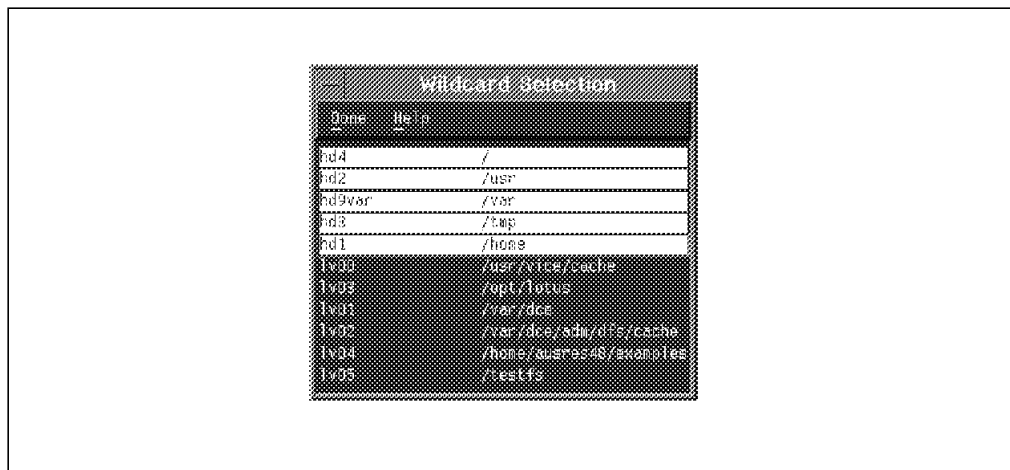 Wildcard Selection
Done Help
hd4 /
hd2 /usr
hd9var /var
hd3 /tmp
hd1 /home
lv00 /usr/vice/cache
lv03 /opt/lotus
lv01 /var/dce
lv02 /var/dce/adm/dfs/cache
lv04 /home/ausres48/examples
lv05 /testfs